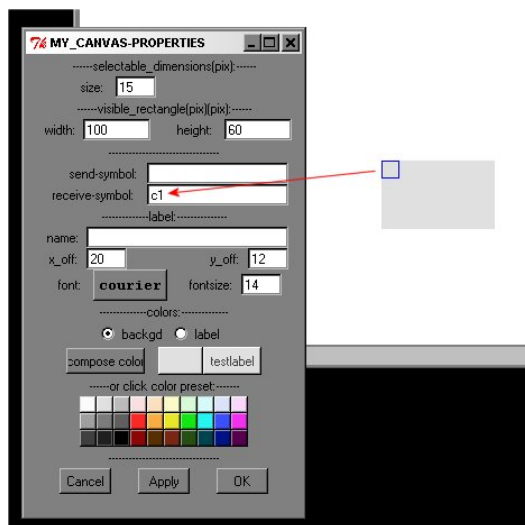 MY_CANVAS-PROPERTIES
------selectable_dimensions(pix):------
size: 15
------visible_rectangle(pix)(pix):------
width: 100 height: 60
send-symbol:
receive-symbol: c1
--------------label:---------------
name:
x_off: 20 y_off: 12
font: courier fontsize: 14
--------------colors:--------------
backgd label
compose color testlabel
------or click color preset:-------
Cancel Apply OK